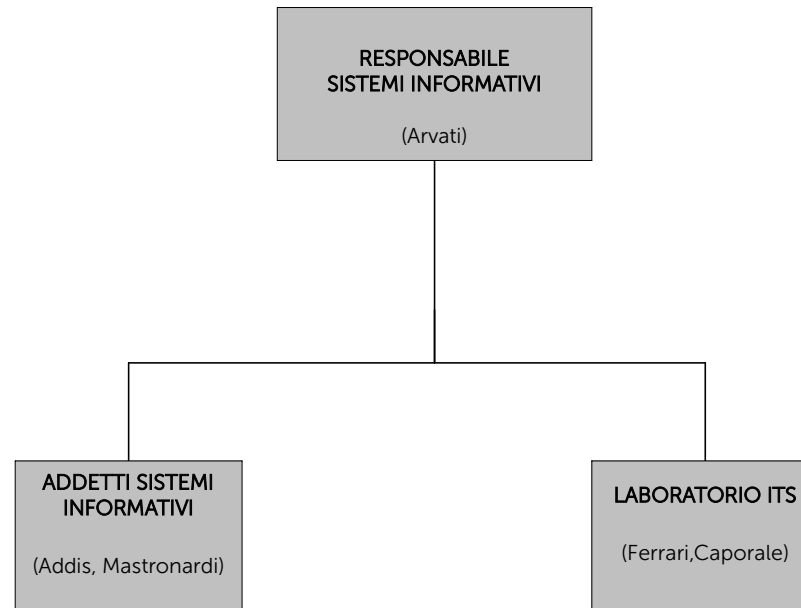 RESPONSABILE
SISTEMI INFORMATIVI
(Arvati)
ADDETTI SISTEMI
INFORMATIVI
(Addis, Mastronardi)
LABORATORIO ITS
(Ferrari,Caporale)